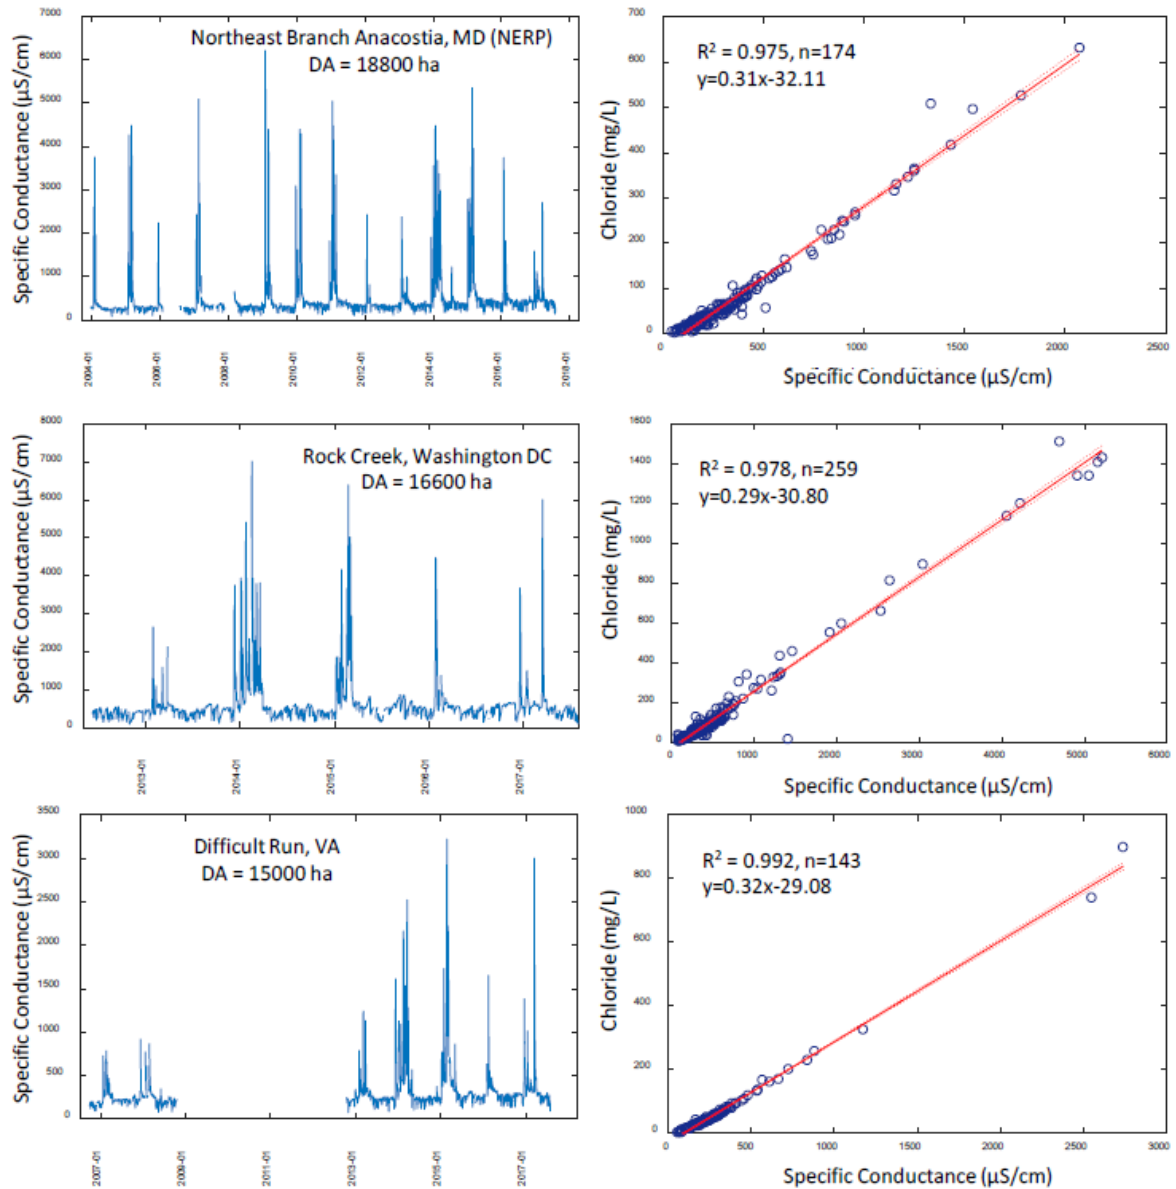 Northeast Branch Anacostia, MD (NERP)
DA = 18800 ha
Specific Conductance (µS/cm)
7000
6000
5000
4000
3000
2000
1000
0
2004-01
2006-01
2008-01
2010-01
2012-01
2014-01
2016-01
2018-01
R² = 0.975, n=174
y=0.31x-32.11
Chloride (mg/L)
700
600
500
400
300
200
100
0
0 500 1000 1500 2000 2500
Specific Conductance (µS/cm)
Rock Creek, Washington DC
DA = 16600 ha
Specific Conductance (µS/cm)
8000
7000
6000
5000
4000
3000
2000
1000
0
2013-01
2014-01
2015-01
2016-01
2017-01
R² = 0.978, n=259
y=0.29x-30.80
Chloride (mg/L)
1600
1400
1200
1000
800
600
400
200
0
0 1000 2000 3000 4000 5000 6000
Specific Conductance (µS/cm)
Difficult Run, VA
DA = 15000 ha
Specific Conductance (µS/cm)
3500
3000
2500
2000
1500
1000
500
0
2007-01
2009-01
2011-01
2013-01
2015-01
2017-01
R² = 0.992, n=143
y=0.32x-29.08
Chloride (mg/L)
1000
800
600
400
200
0
0 500 1000 1500 2000 2500 3000
Specific Conductance (µS/cm)